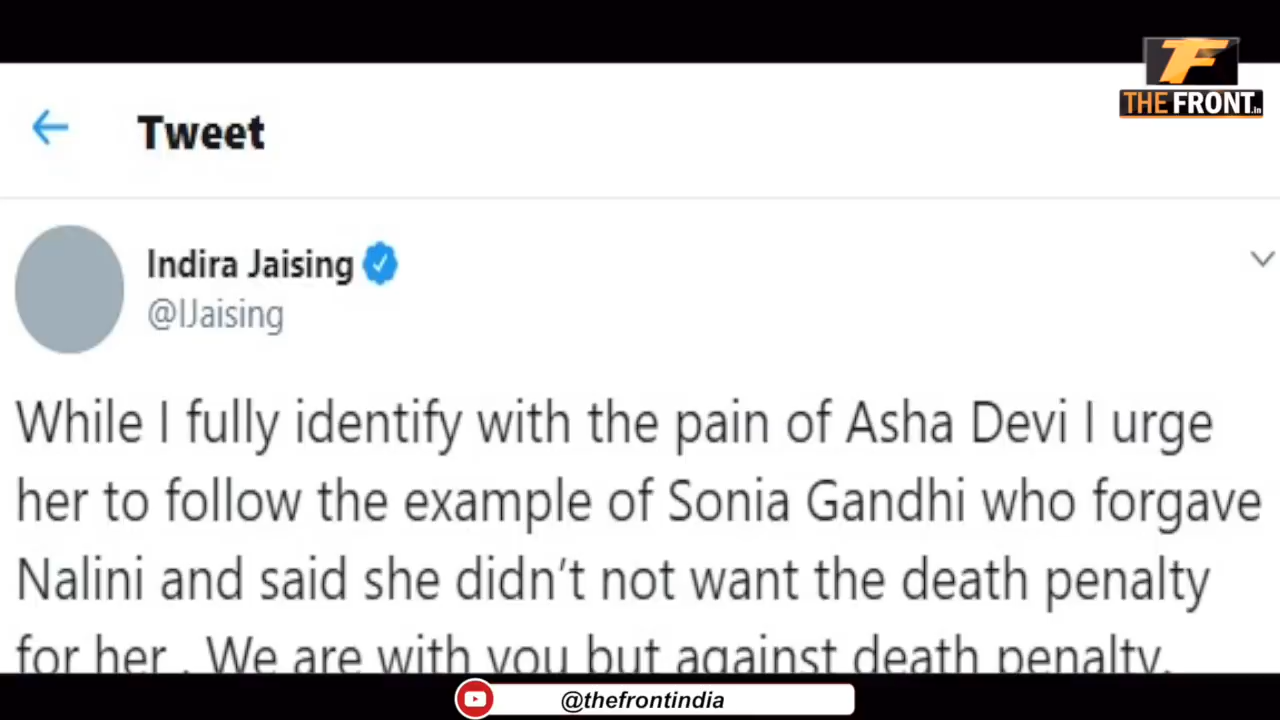 TF
THE FRONT.in
Tweet
Indira Jaising
@IJaising
While I fully identify with the pain of Asha Devi I urge
her to follow the example of Sonia Gandhi who forgave
Nalini and said she didn't not want the death penalty
for her . We are with you but against death penalty.
@thefrontindia